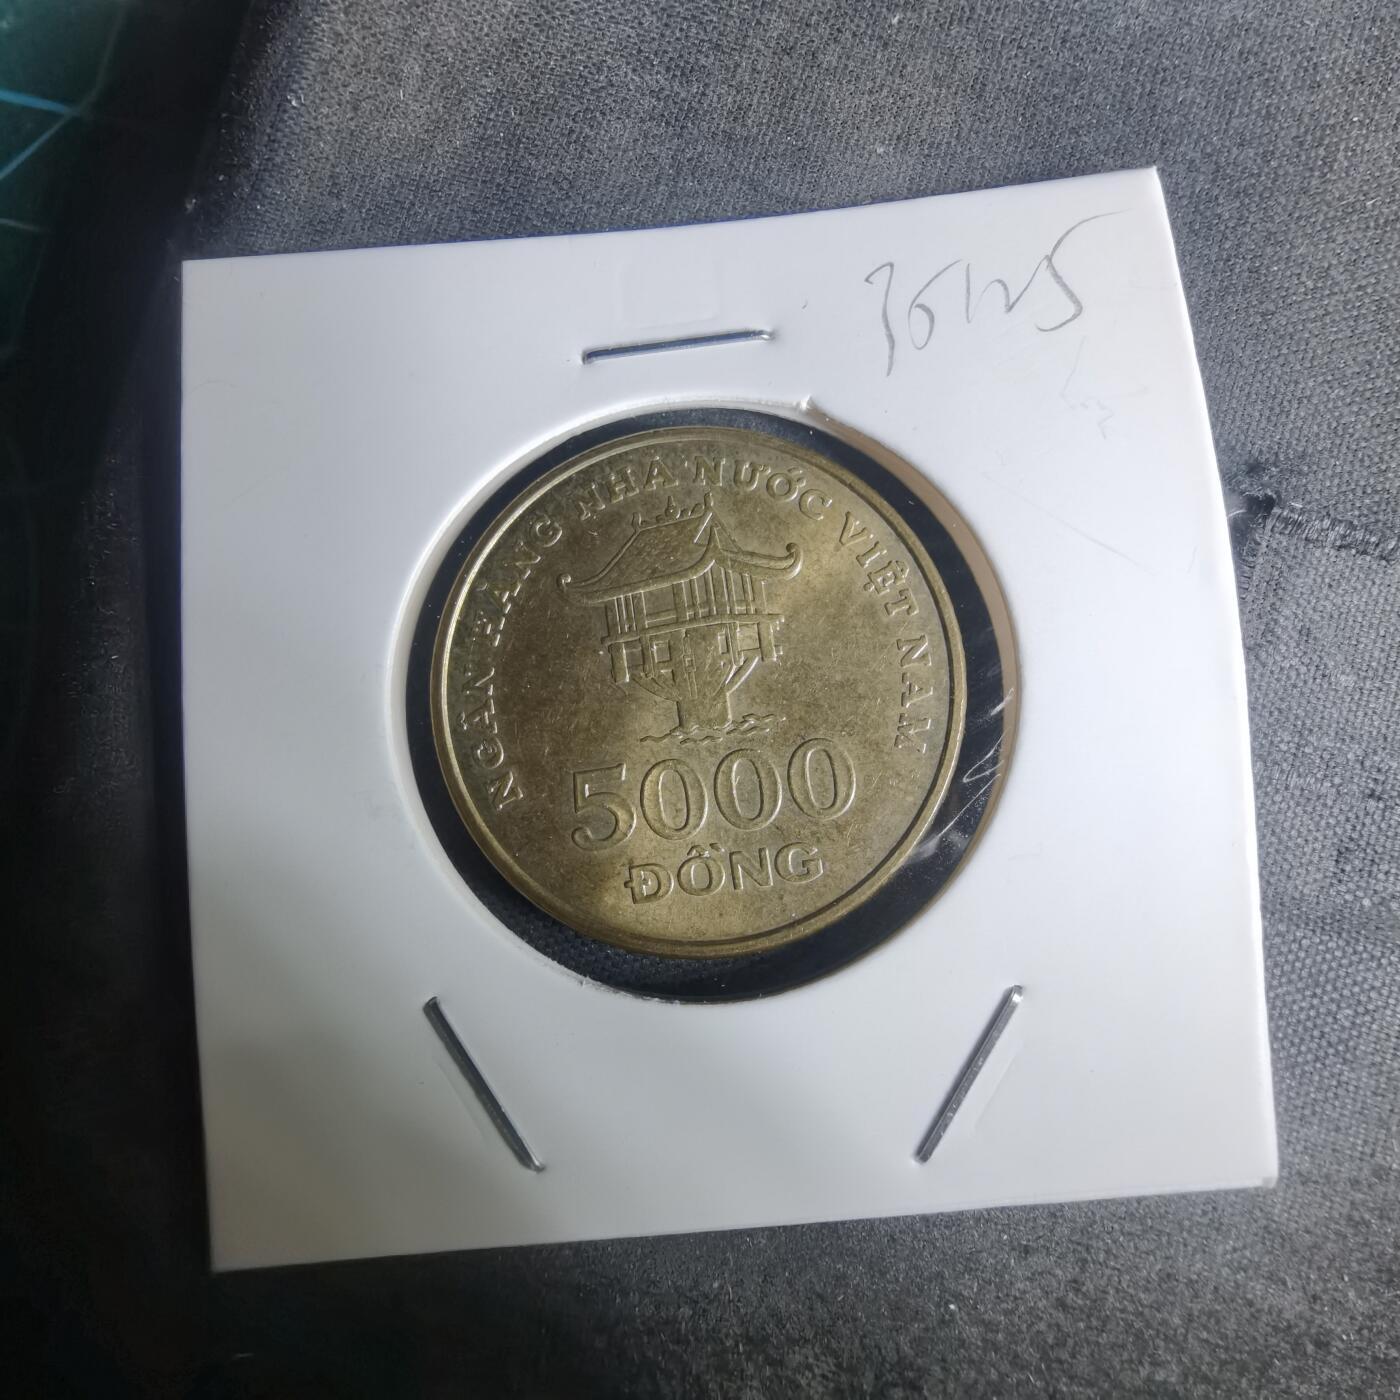 NGÂN HÀNG NHÀ NƯỚC VIỆT NAM
5000
ĐỒNG